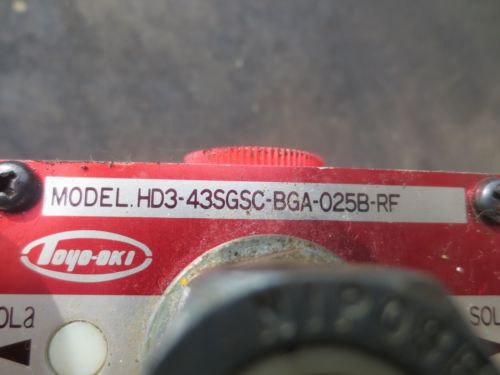 MODEL. HD3-43SGSC-BGA-025B-RF
TOYO-OKI
SOLa
SOL